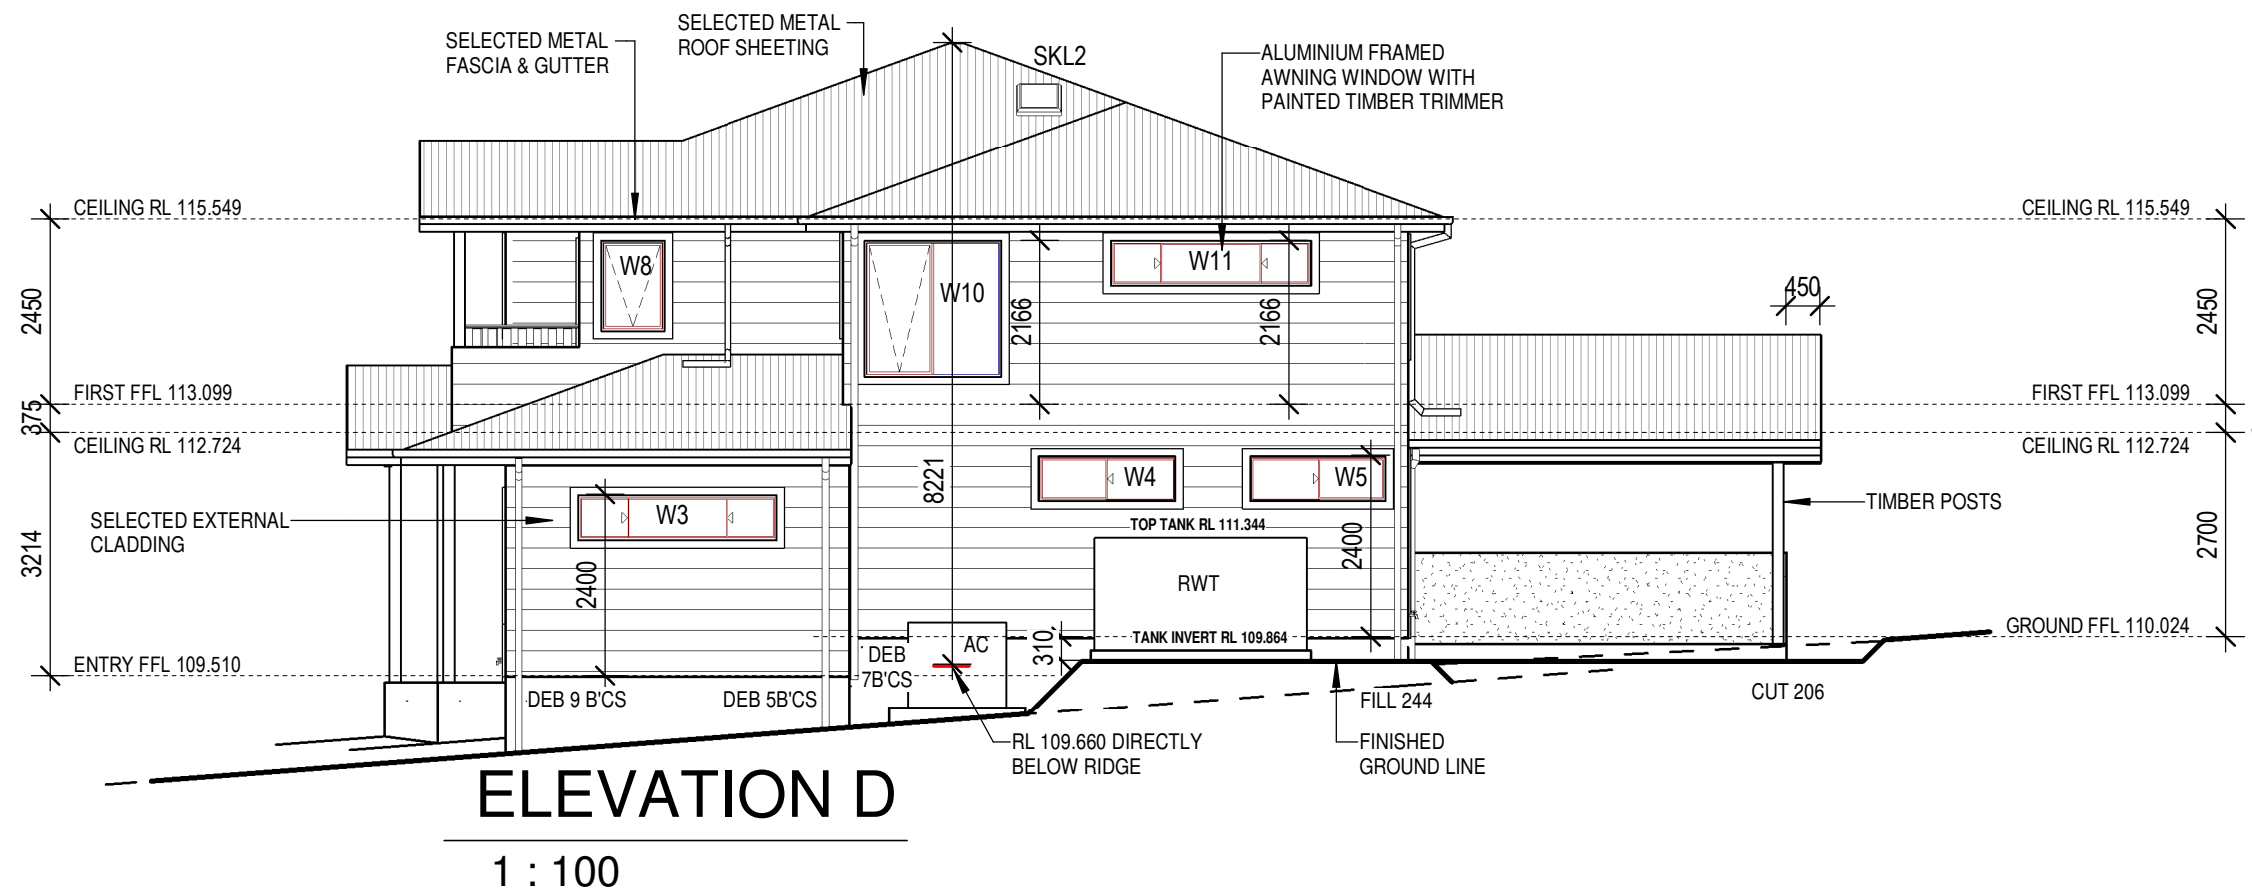 SELECTED METAL
FASCIA & GUTTER
SELECTED METAL
ROOF SHEETING
SKL2
ALUMINIUM FRAMED
AWNING WINDOW WITH
PAINTED TIMBER TRIMMER
CEILING RL 115.549
CEILING RL 115.549
W8
W10
W11
2450
2166
2166
450
2450
FIRST FFL 113.099
FIRST FFL 113.099
375
CEILING RL 112.724
CEILING RL 112.724
SELECTED EXTERNAL
CLADDING
W3
8221
W4
W5
TIMBER POSTS
TOP TANK RL 111.344
3214
2400
RWT
2400
2700
TANK INVERT RL 109.864
GROUND FFL 110.024
ENTRY FFL 109.510
DEB
7B'CS
AC
310
DEB 9 B'CS
DEB 5B'CS
FILL 244
CUT 206
RL 109.660 DIRECTLY
BELOW RIDGE
FINISHED
GROUND LINE
ELEVATION D
1 : 100